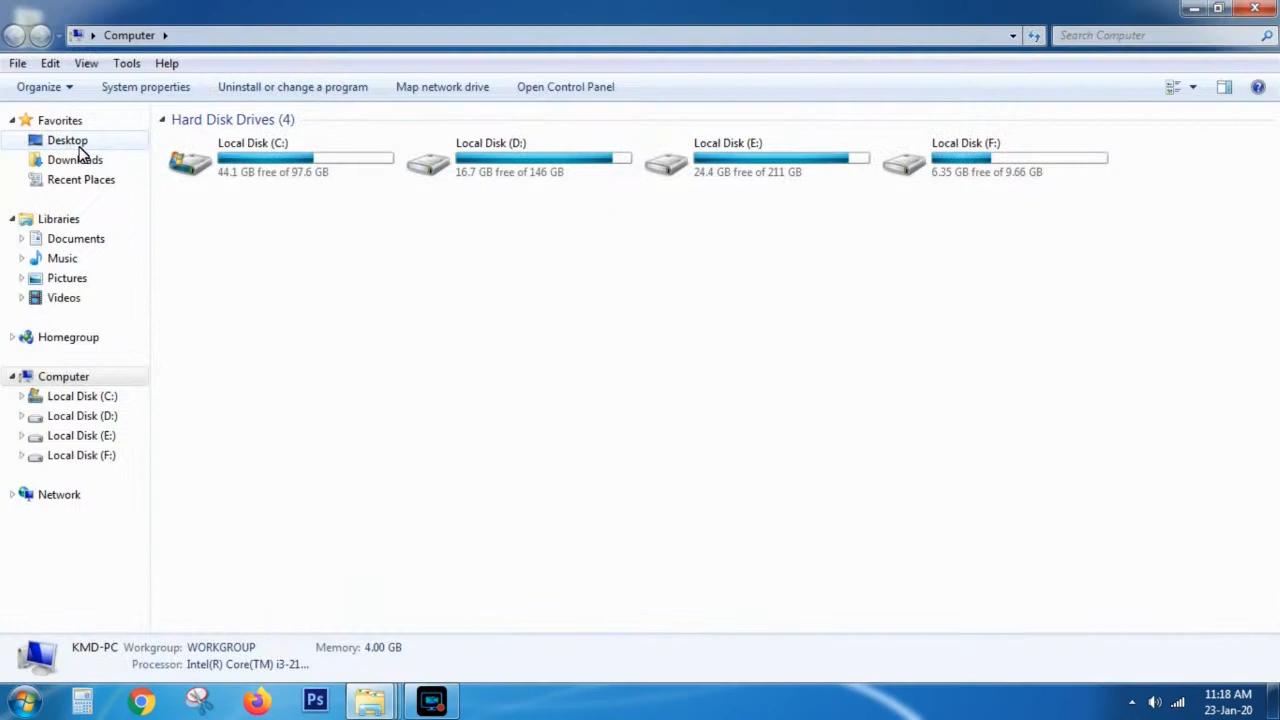 Computer
Search Computer
File Edit View Tools Help
Organize System properties Uninstall or change a program Map network drive Open Control Panel
Favorites
Desktop
Downloads
Recent Places
Libraries
Documents
Music
Pictures
Videos
Homegroup
Computer
Local Disk (C:)
Local Disk (D:)
Local Disk (E:)
Local Disk (F:)
Network
Hard Disk Drives (4)
Local Disk (C:)
44.1 GB free of 97.6 GB
Local Disk (D:)
16.7 GB free of 146 GB
Local Disk (E:)
24.4 GB free of 211 GB
Local Disk (F:)
6.35 GB free of 9.66 GB
KMD-PC Workgroup: WORKGROUP Memory: 4.00 GB
Processor: Intel(R) Core(TM) i3-21...
Ps
11:18 AM
23-Jan-20